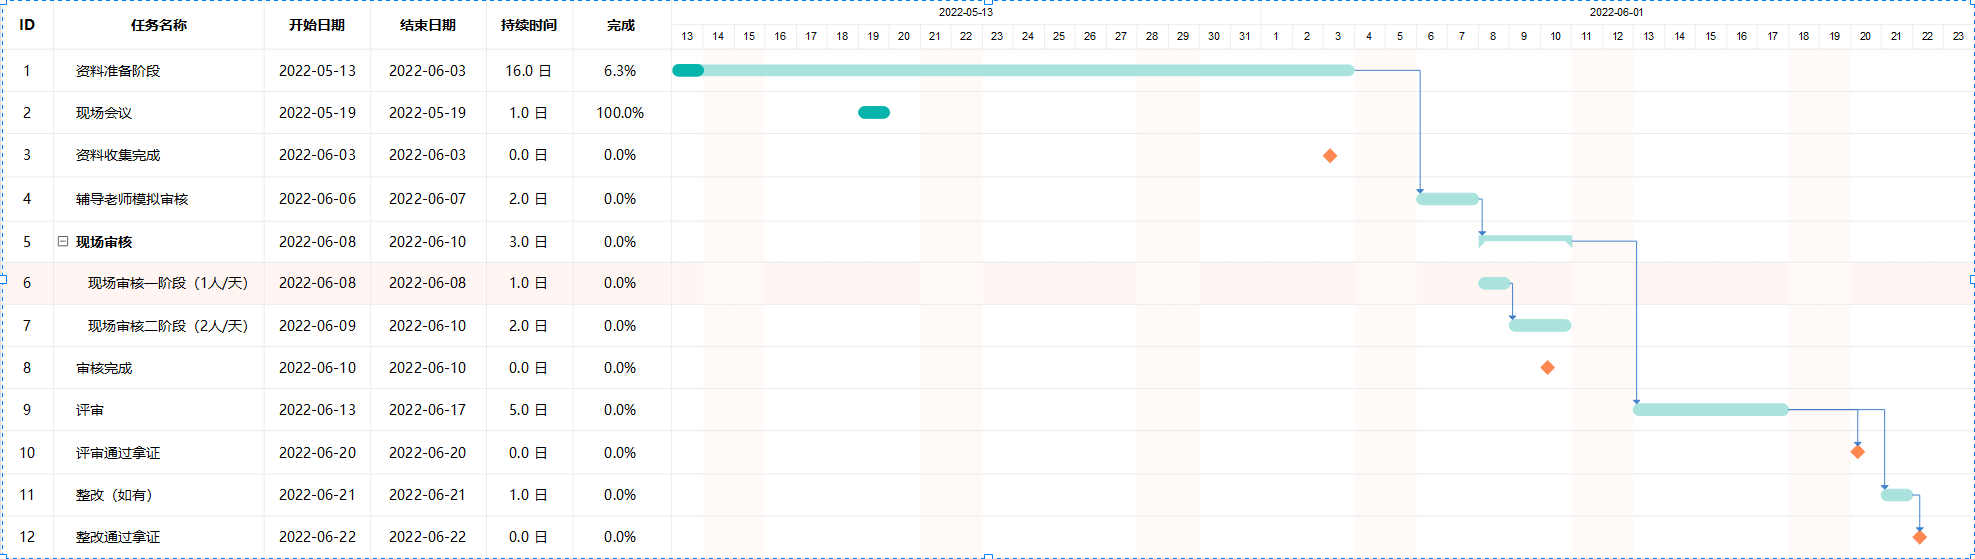 2022-05-13 2022-06-01
ID 任务名称 开始日期 结束日期 持续时间 完成
13 14 15 16 17 18 19 20 21 22 23 24 25 26 27 28 29 30 31 1 2 3 4 5 6 7 8 9 10 11 12 13 14 15 16 17 18 19 20 21 22 23
1 资料准备阶段 2022-05-13 2022-06-03 16.0 日 6.3%
2 现场会议 2022-05-19 2022-05-19 1.0 日 100.0%
3 资料收集完成 2022-06-03 2022-06-03 0.0 日 0.0%
4 辅导老师模拟审核 2022-06-06 2022-06-07 2.0 日 0.0%
5 现场审核 2022-06-08 2022-06-10 3.0 日 0.0%
6 现场审核一阶段（1人/天） 2022-06-08 2022-06-08 1.0 日 0.0%
7 现场审核二阶段（2人/天） 2022-06-09 2022-06-10 2.0 日 0.0%
8 审核完成 2022-06-10 2022-06-10 0.0 日 0.0%
9 评审 2022-06-13 2022-06-17 5.0 日 0.0%
10 评审通过拿证 2022-06-20 2022-06-20 0.0 日 0.0%
11 整改（如有） 2022-06-21 2022-06-21 1.0 日 0.0%
12 整改通过拿证 2022-06-22 2022-06-22 0.0 日 0.0%